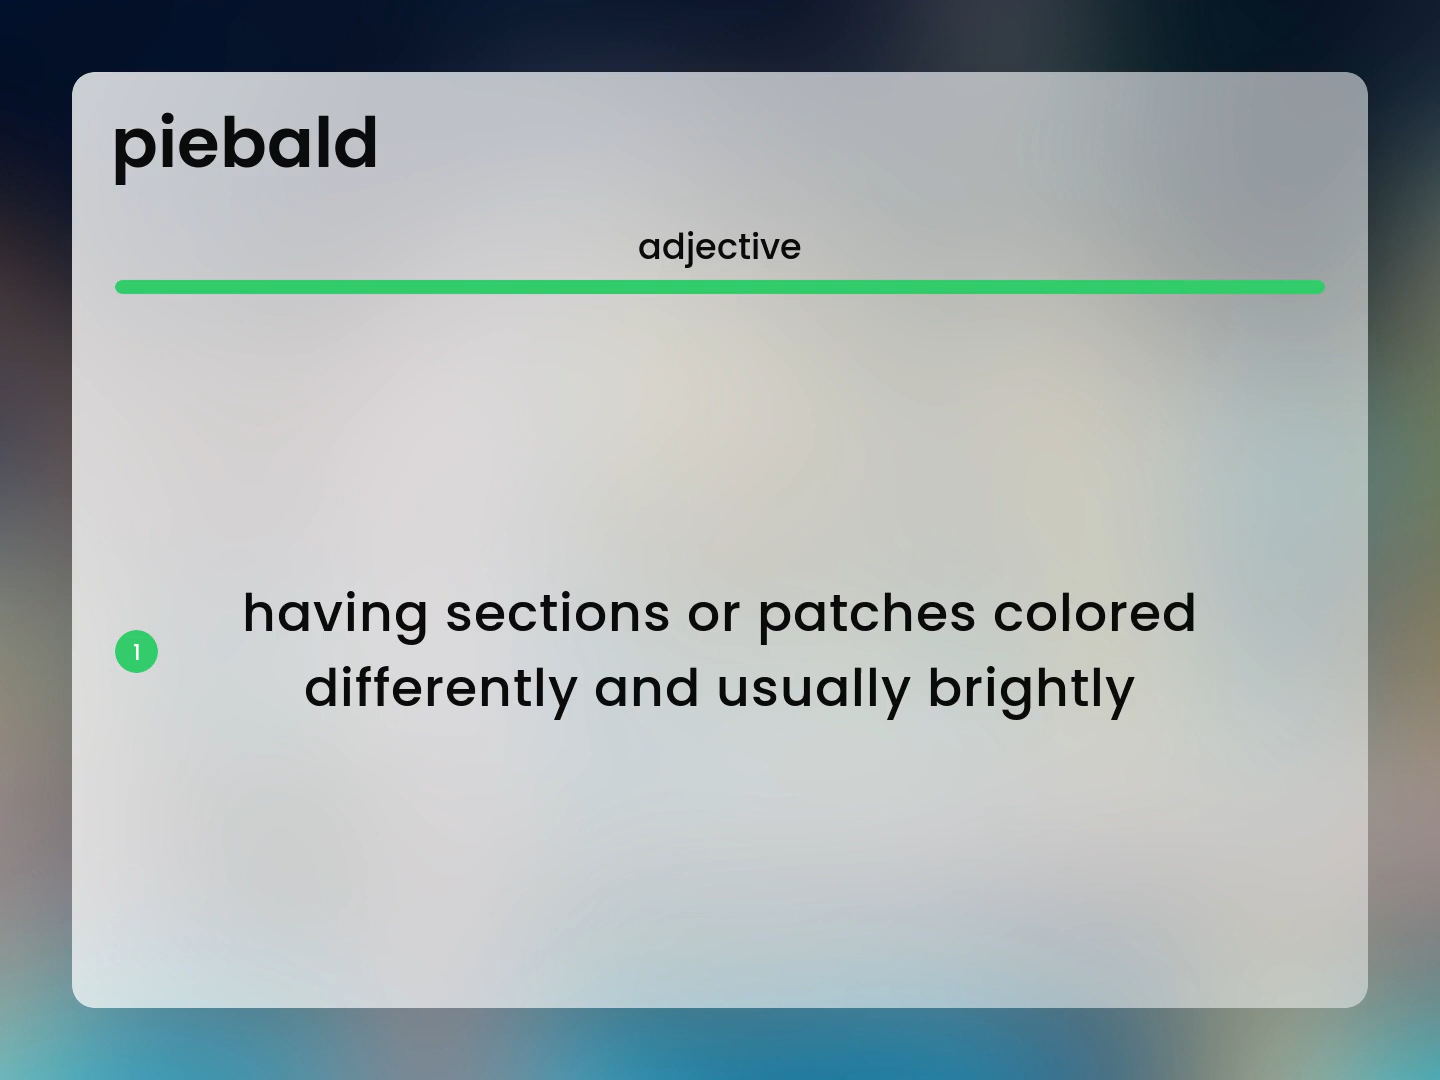 piebald
adjective
1
having sections or patches colored
differently and usually brightly